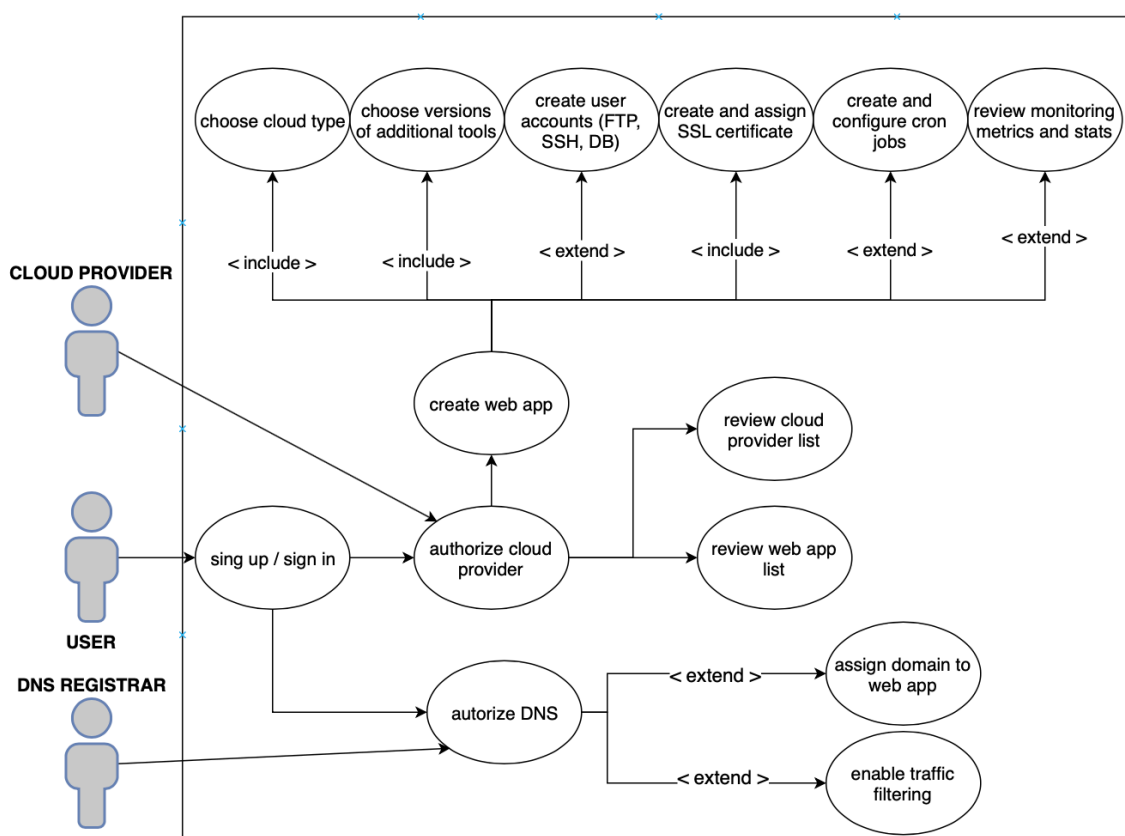 choose cloud type
choose versions
of additional tools
create user
accounts (FTP,
SSH, DB)
create and assign
SSL certificate
create and
configure cron
jobs
review monitoring
metrics and stats
< include >
< include >
< extend >
< include >
< extend >
< extend >
CLOUD PROVIDER
create web app
review cloud
provider list
sing up / sign in
authorize cloud
provider
review web app
list
USER
DNS REGISTRAR
autorize DNS
< extend >
assign domain to
web app
< extend >
enable traffic
filtering